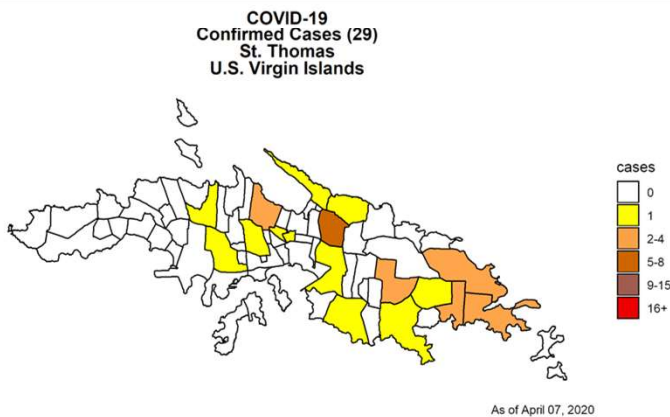 COVID-19
Confirmed Cases (29)
St. Thomas
U.S. Virgin Islands
cases
0
1
2-4
5-8
9-15
16+
As of April 07, 2020